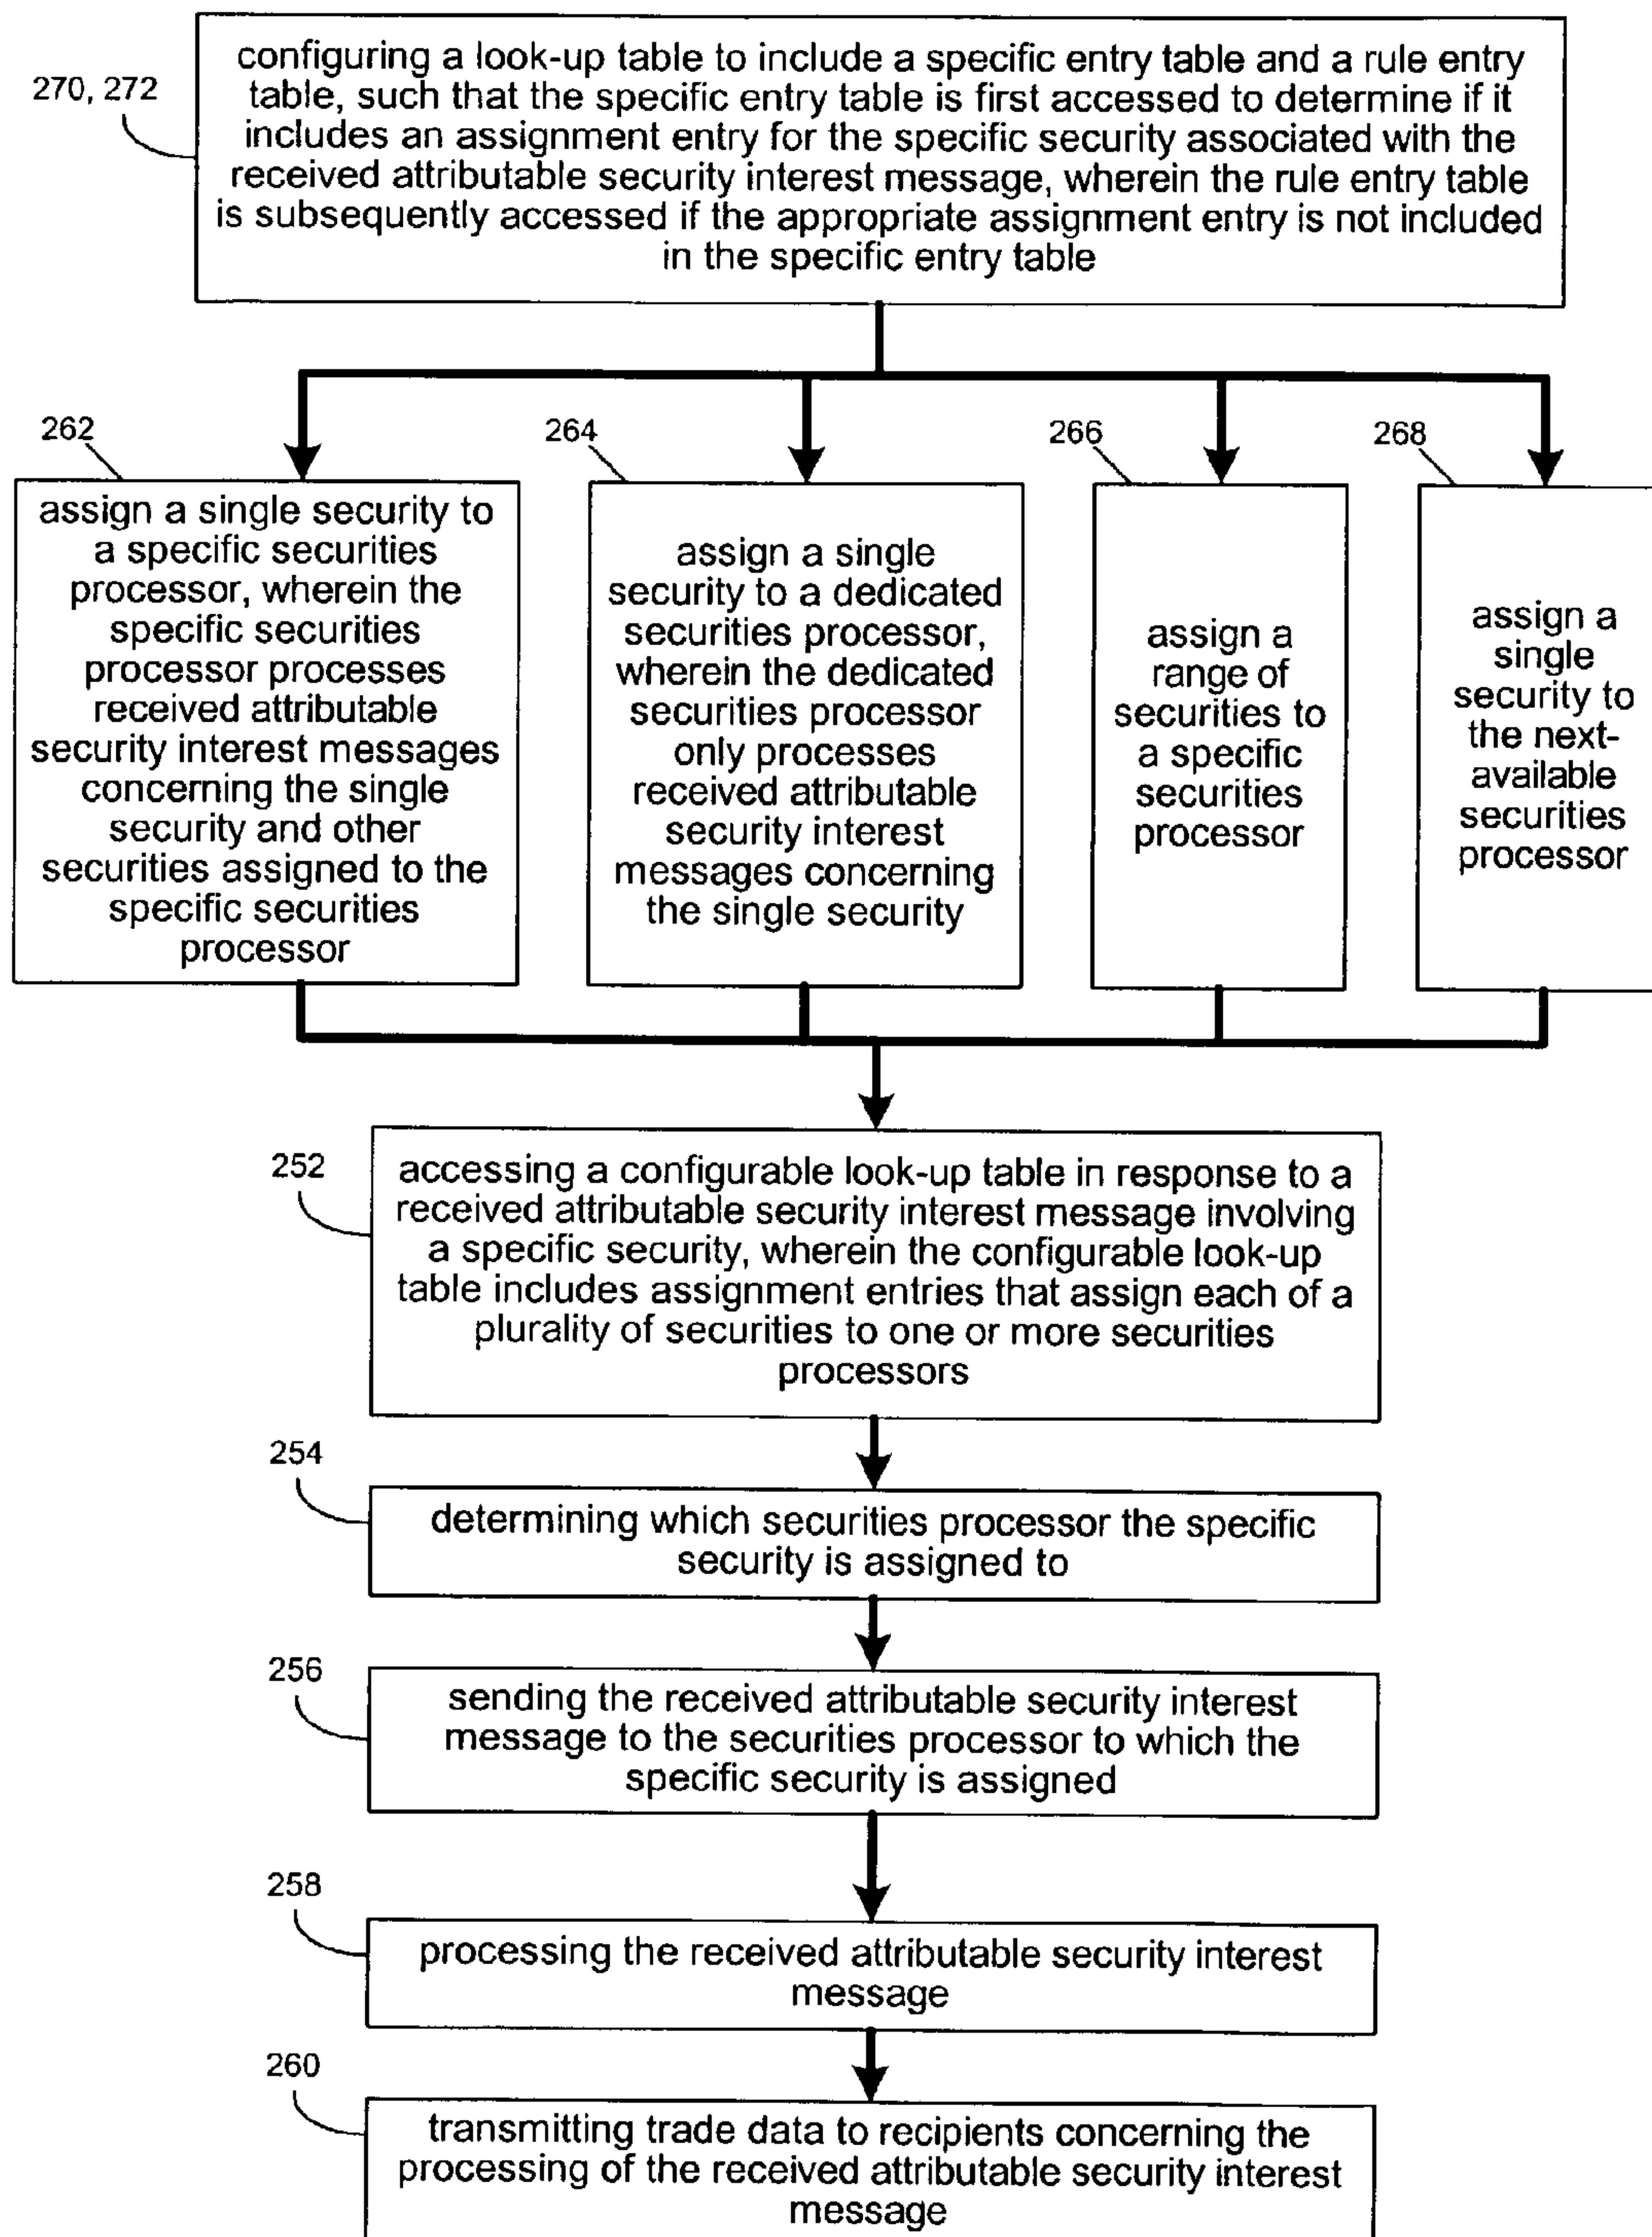 270, 272
configuring a look-up table to include a specific entry table and a rule entry
table, such that the specific entry table is first accessed to determine if it
includes an assignment entry for the specific security associated with the
received attributable security interest message, wherein the rule entry table
is subsequently accessed if the appropriate assignment entry is not included
in the specific entry table
262
assign a single security to
a specific securities
processor, wherein the
specific securities
processor processes
received attributable
security interest messages
concerning the single
security and other
securities assigned to the
specific securities
processor
264
assign a single
security to a dedicated
securities processor,
wherein the dedicated
securities processor
only processes
received attributable
security interest
messages concerning
the single security
266
assign a
range of
securities to
a specific
securities
processor
268
assign a
single
security to
the next-
available
securities
processor
252
accessing a configurable look-up table in response to a
received attributable security interest message involving
a specific security, wherein the configurable look-up
table includes assignment entries that assign each of a
plurality of securities to one or more securities
processors
254
determining which securities processor the specific
security is assigned to
256
sending the received attributable security interest
message to the securities processor to which the
specific security is assigned
258
processing the received attributable security interest
message
260
transmitting trade data to recipients concerning the
processing of the received attributable security interest
message